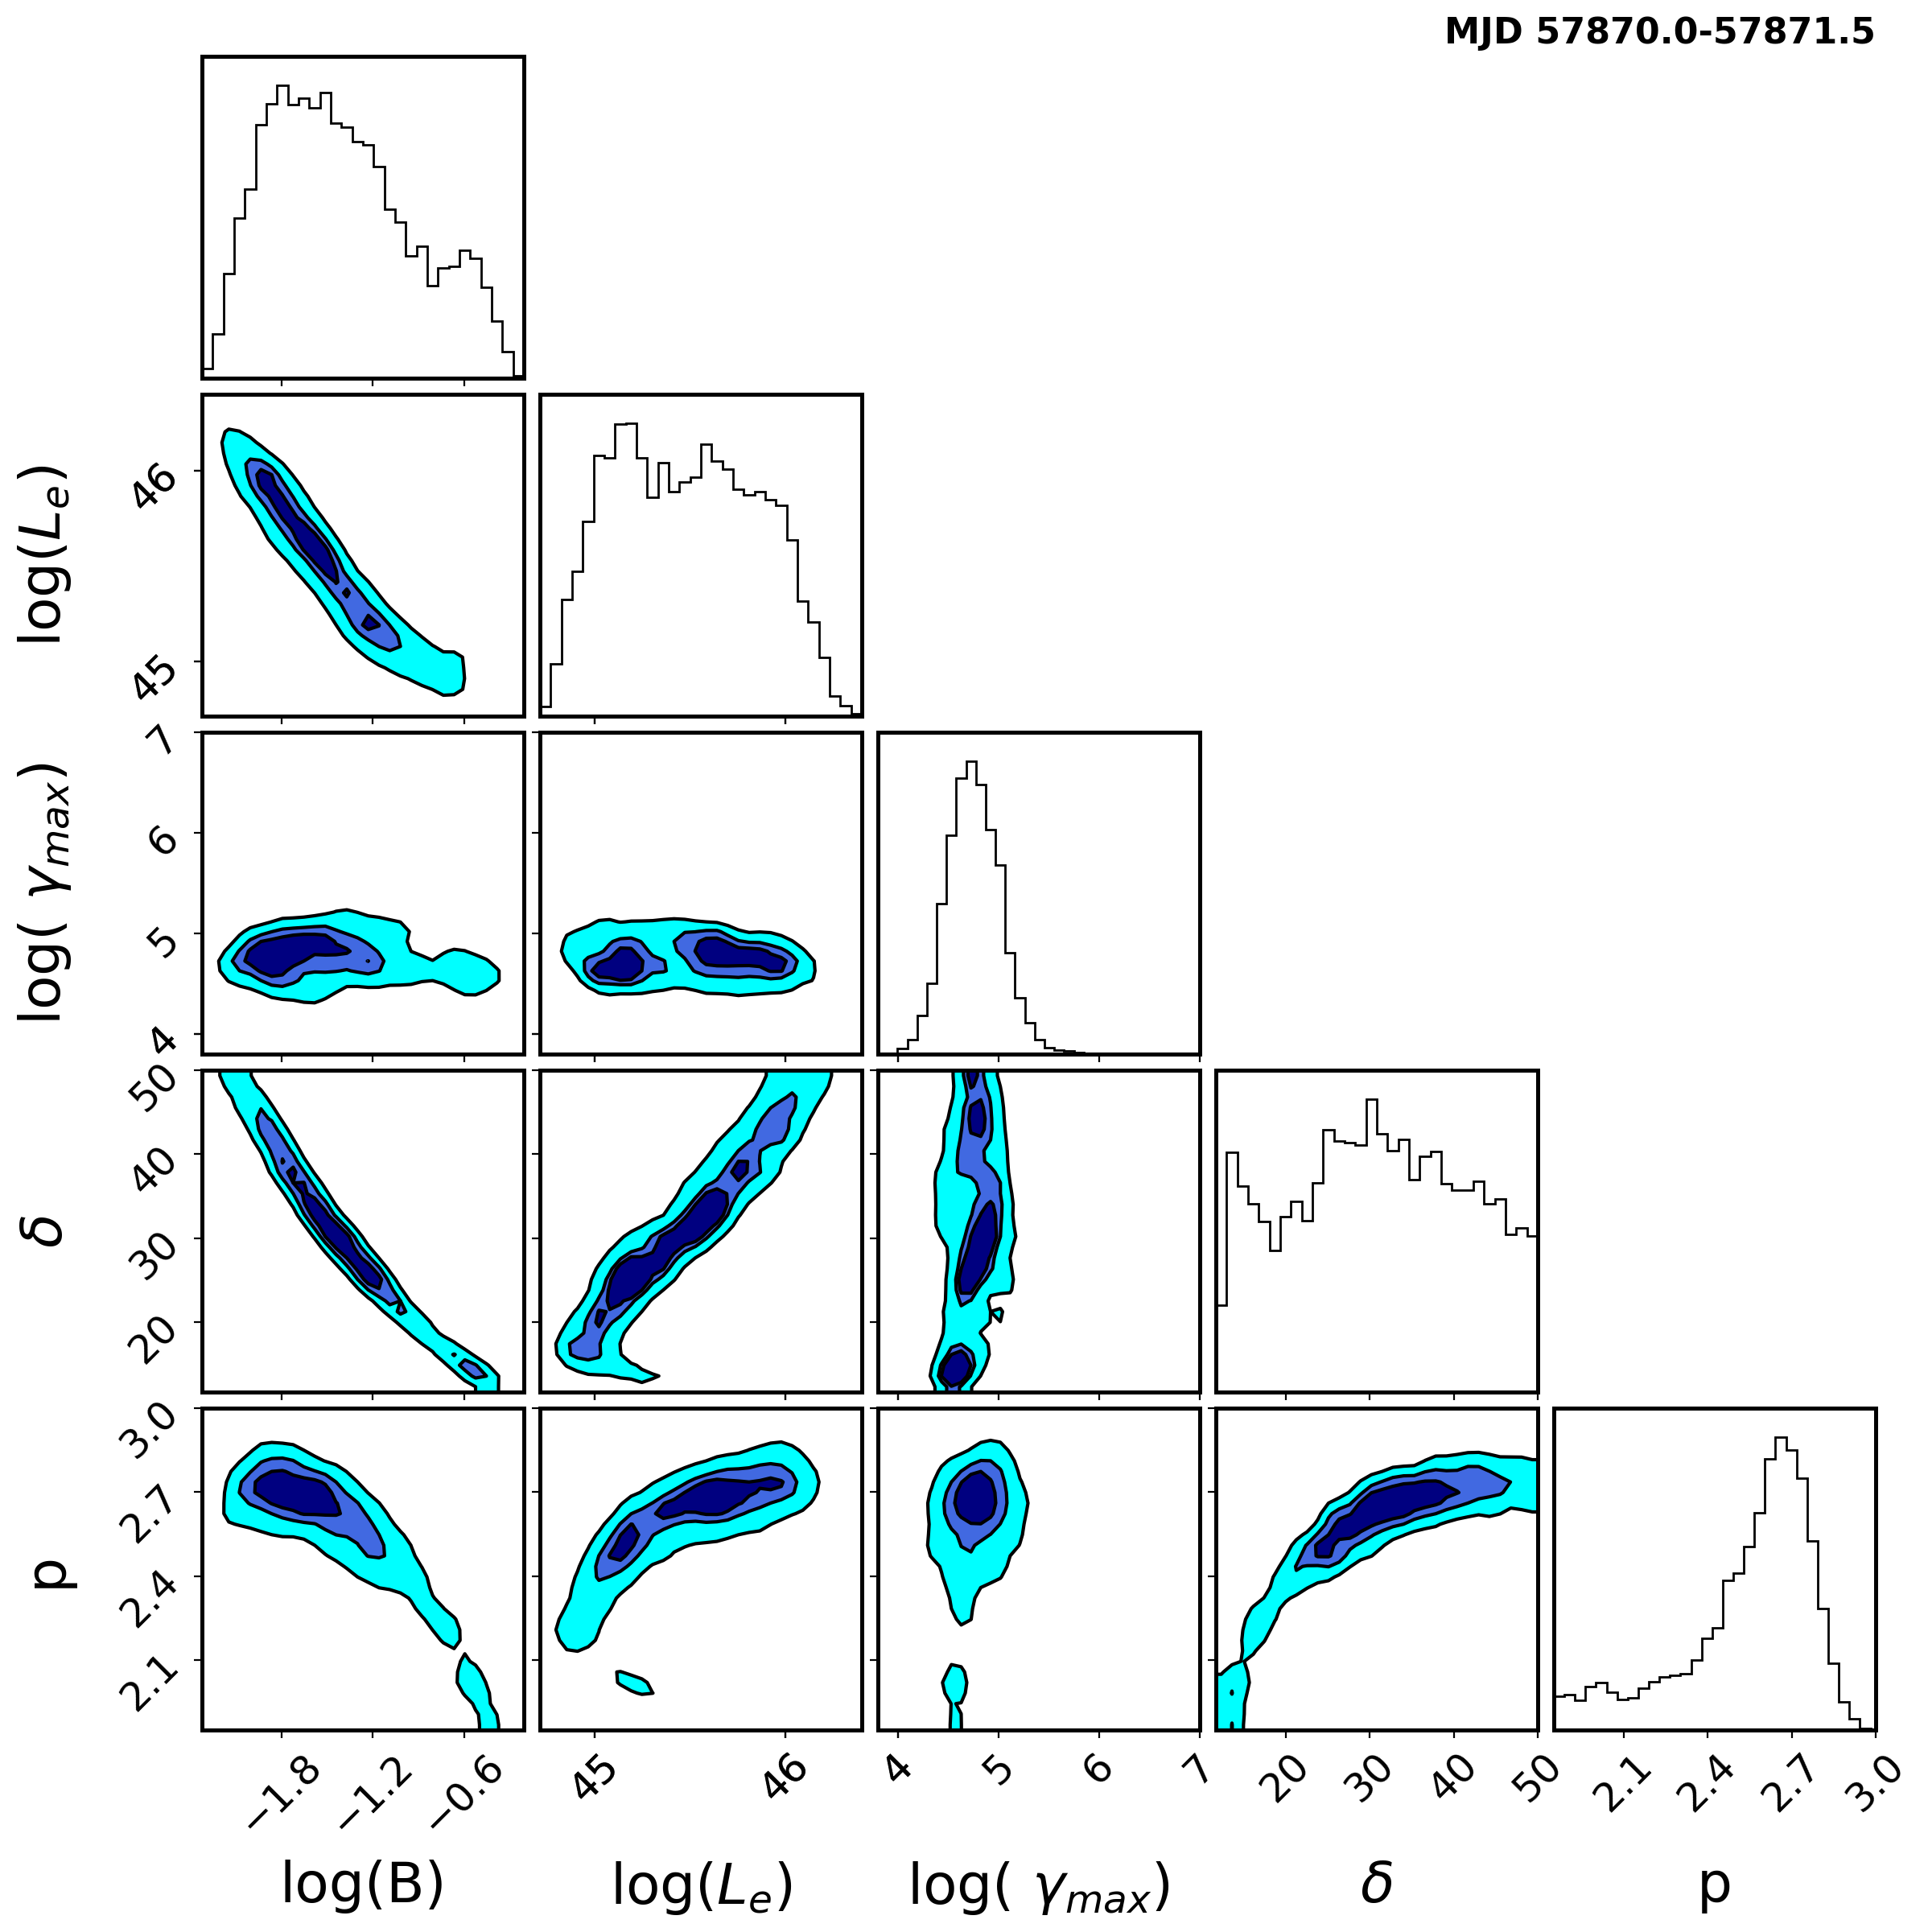 MJD 57870.0-57871.5
log(L_e)
46
45
log( γ_max)
7
6
5
4
δ
50
40
30
20
p
3.0
2.7
2.4
2.1
−1.8 −1.2 −0.6 45 46 4 5 6 7 20 30 40 50 2.1 2.4 2.7 3.0
log(B) log(L_e) log( γ_max) δ p